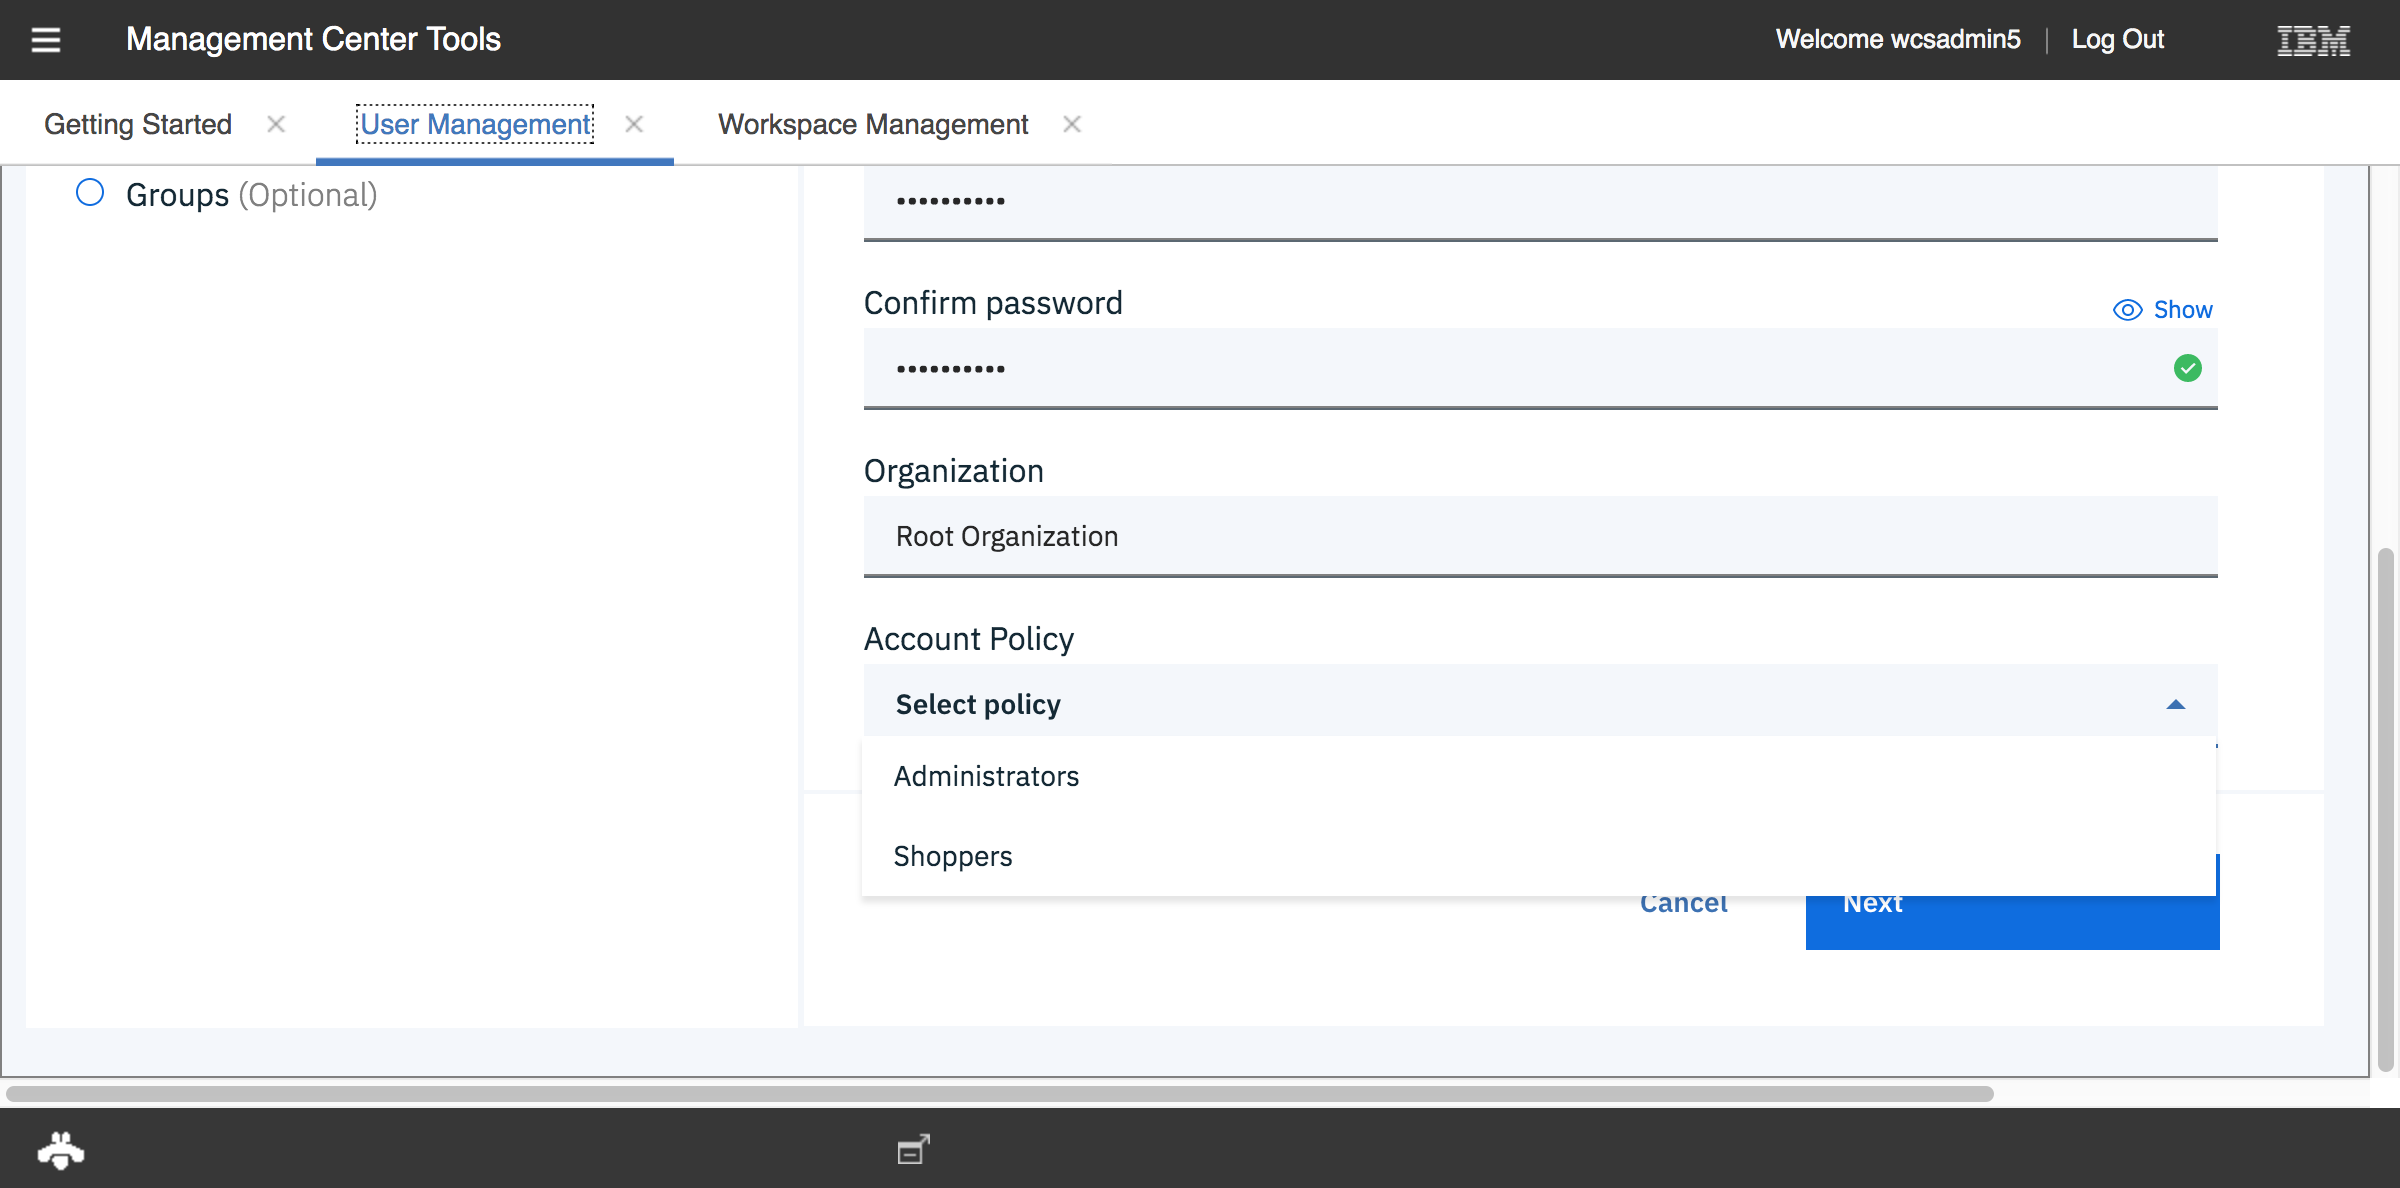 Management Center Tools
Welcome wcsadmin5 | Log Out
IBM
Getting Started
User Management
Workspace Management
Groups (Optional)
••••••••••
Confirm password
Show
••••••••••
Organization
Root Organization
Account Policy
Select policy
Administrators
Shoppers
Cancel
Next